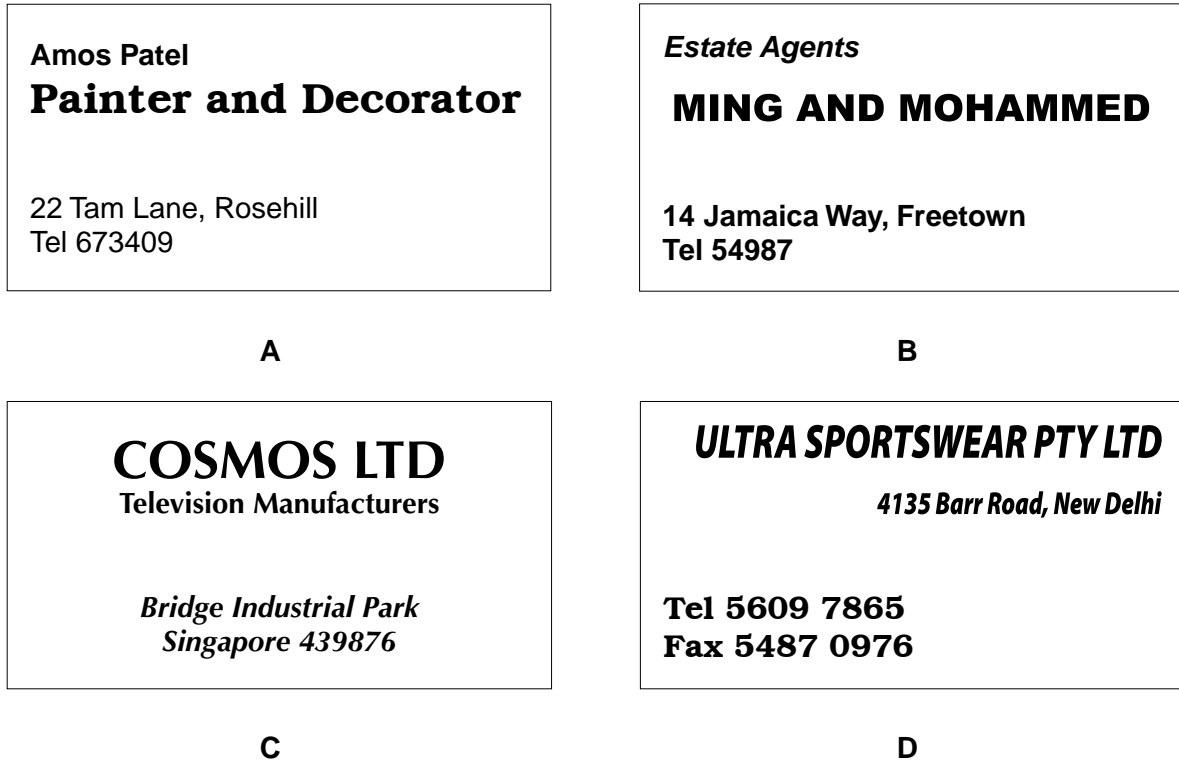 Amos Patel
Painter and Decorator
22 Tam Lane, Rosehill
Tel 673409
A
Estate Agents
MING AND MOHAMMED
14 Jamaica Way, Freetown
Tel 54987
B
COSMOS LTD
Television Manufacturers
Bridge Industrial Park
Singapore 439876
C
ULTRA SPORTSWEAR PTY LTD
4135 Barr Road, New Delhi
Tel 5609 7865
Fax 5487 0976
D